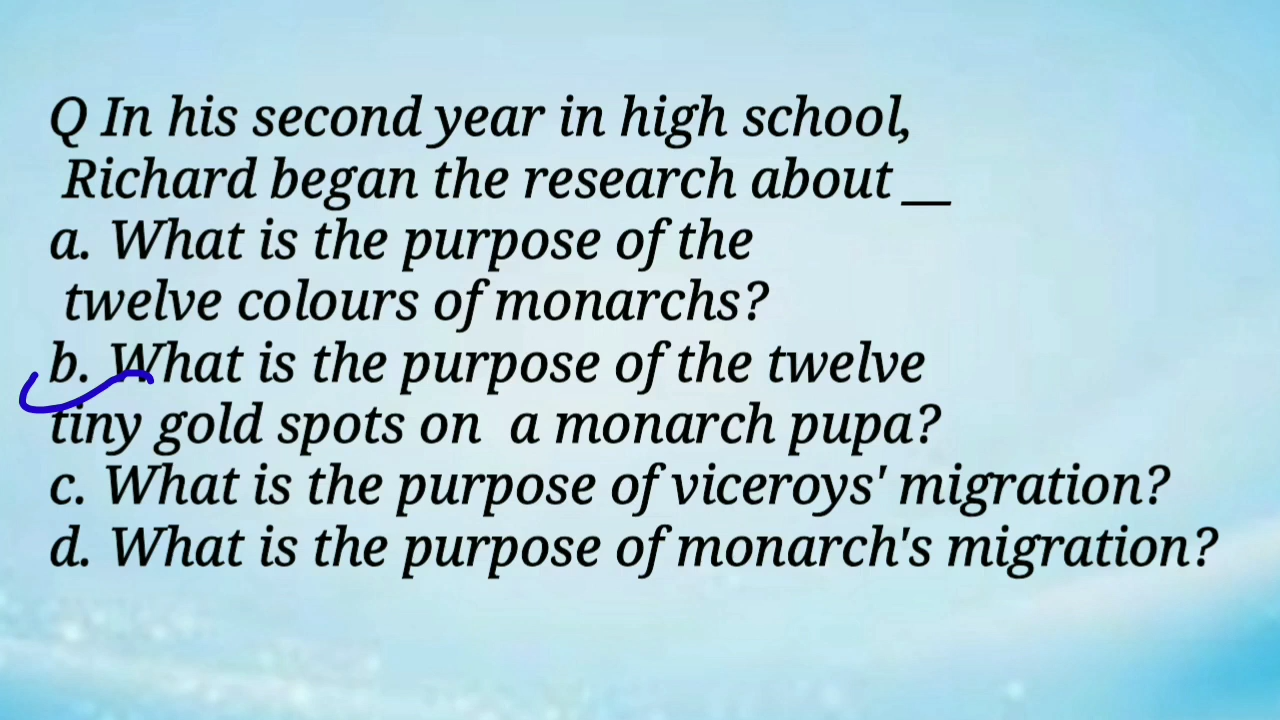 Q In his second year in high school,
Richard began the research about __
a. What is the purpose of the
twelve colours of monarchs?
b. What is the purpose of the twelve
tiny gold spots on a monarch pupa?
c. What is the purpose of viceroys' migration?
d. What is the purpose of monarch's migration?